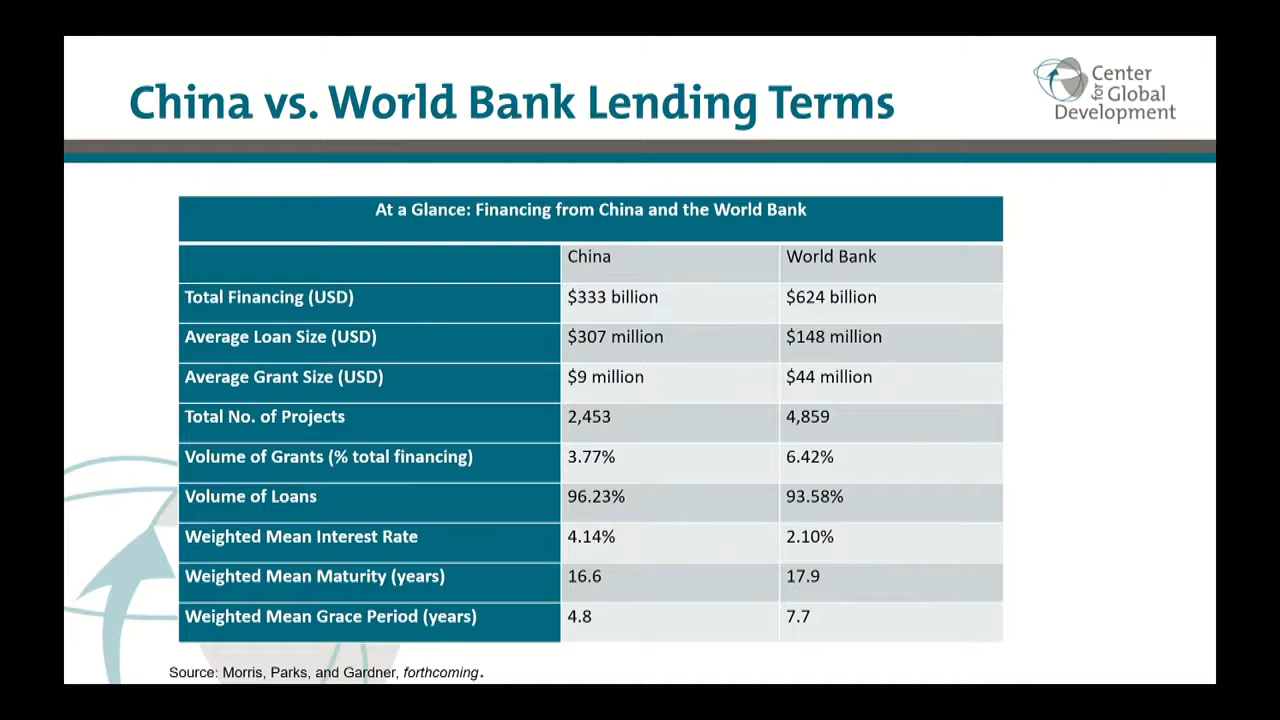 China vs. World Bank Lending Terms
Center
for Global
Development
At a Glance: Financing from China and the World Bank
China World Bank
Total Financing (USD) $333 billion $624 billion
Average Loan Size (USD) $307 million $148 million
Average Grant Size (USD) $9 million $44 million
Total No. of Projects 2,453 4,859
Volume of Grants (% total financing) 3.77% 6.42%
Volume of Loans 96.23% 93.58%
Weighted Mean Interest Rate 4.14% 2.10%
Weighted Mean Maturity (years) 16.6 17.9
Weighted Mean Grace Period (years) 4.8 7.7
Source: Morris, Parks, and Gardner, forthcoming.